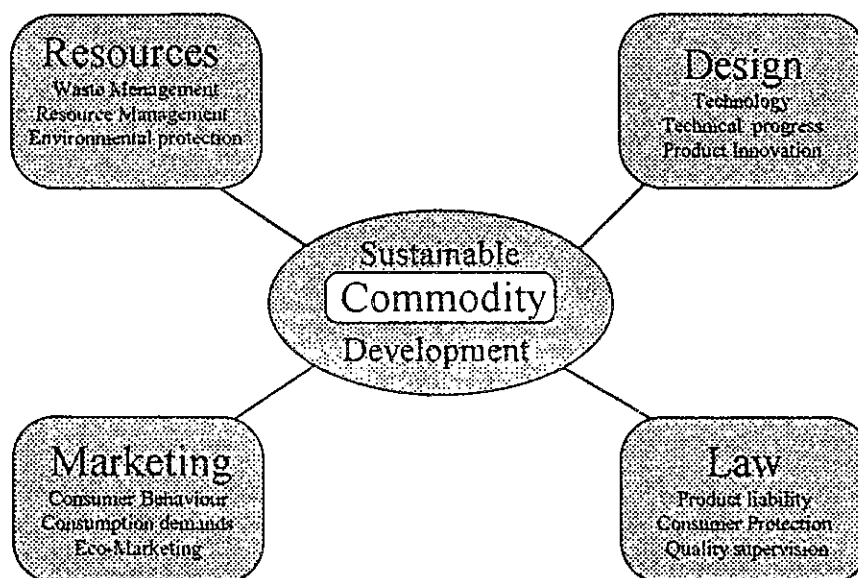 Resources
Waste Management
Resource Management
Environmental protection
Design
Technology
Technical progress
Product Innovation
Sustainable
Commodity
Development
Marketing
Consumer Behaviour
Consumption demands
Eco-Marketing
Law
Product liability
Consumer Protection
Quality supervision